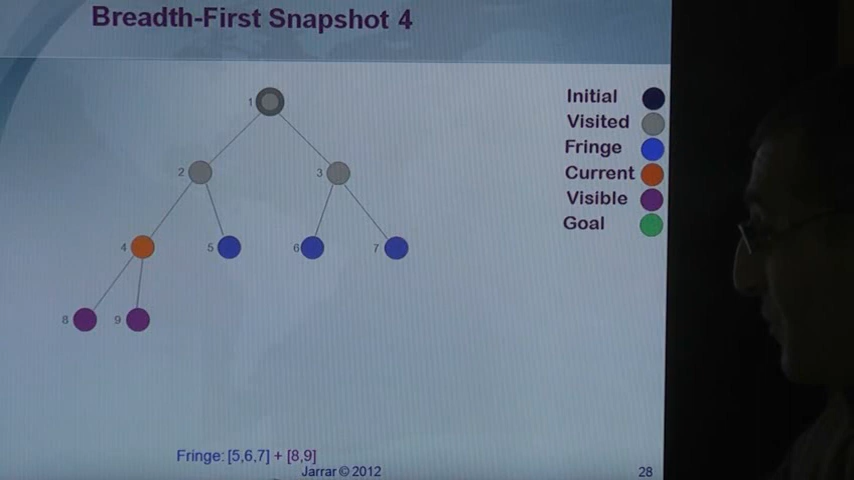 Breadth-First Snapshot 4
1
Initial
Visited
Fringe
2
3
Current
Visible
Goal
4
5
6
7
8
9
Fringe: [5,6,7] + [8,9]
Jarrar © 2012
28